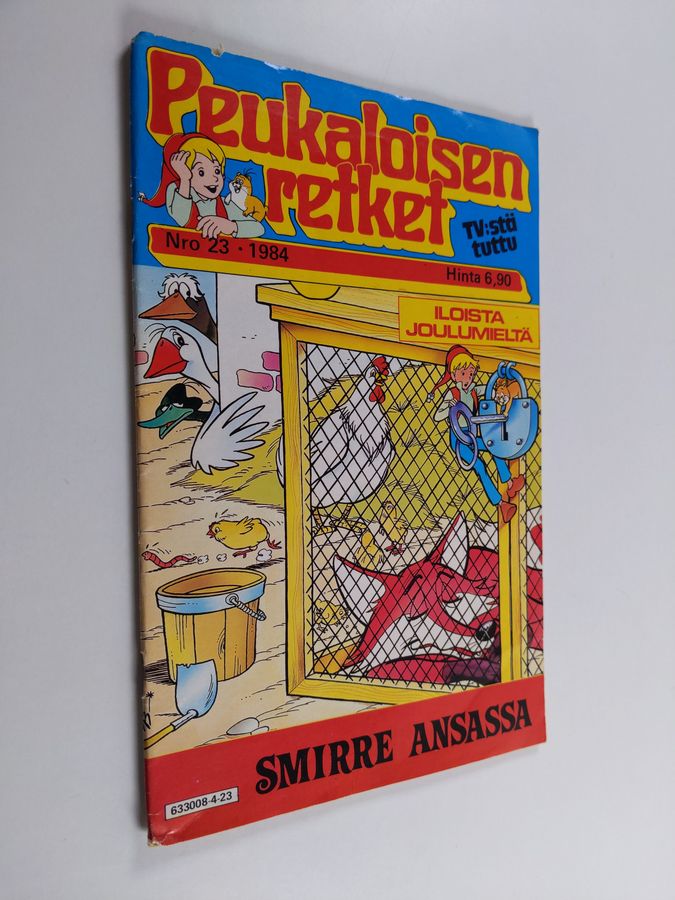 Peukaloisen
retket
TV:stä
tuttu
Nro 23 • 1984
Hinta 6,90
ILOISTA
JOULUMIELTÄ
SMIRRE ANSASSA
633008-4-23